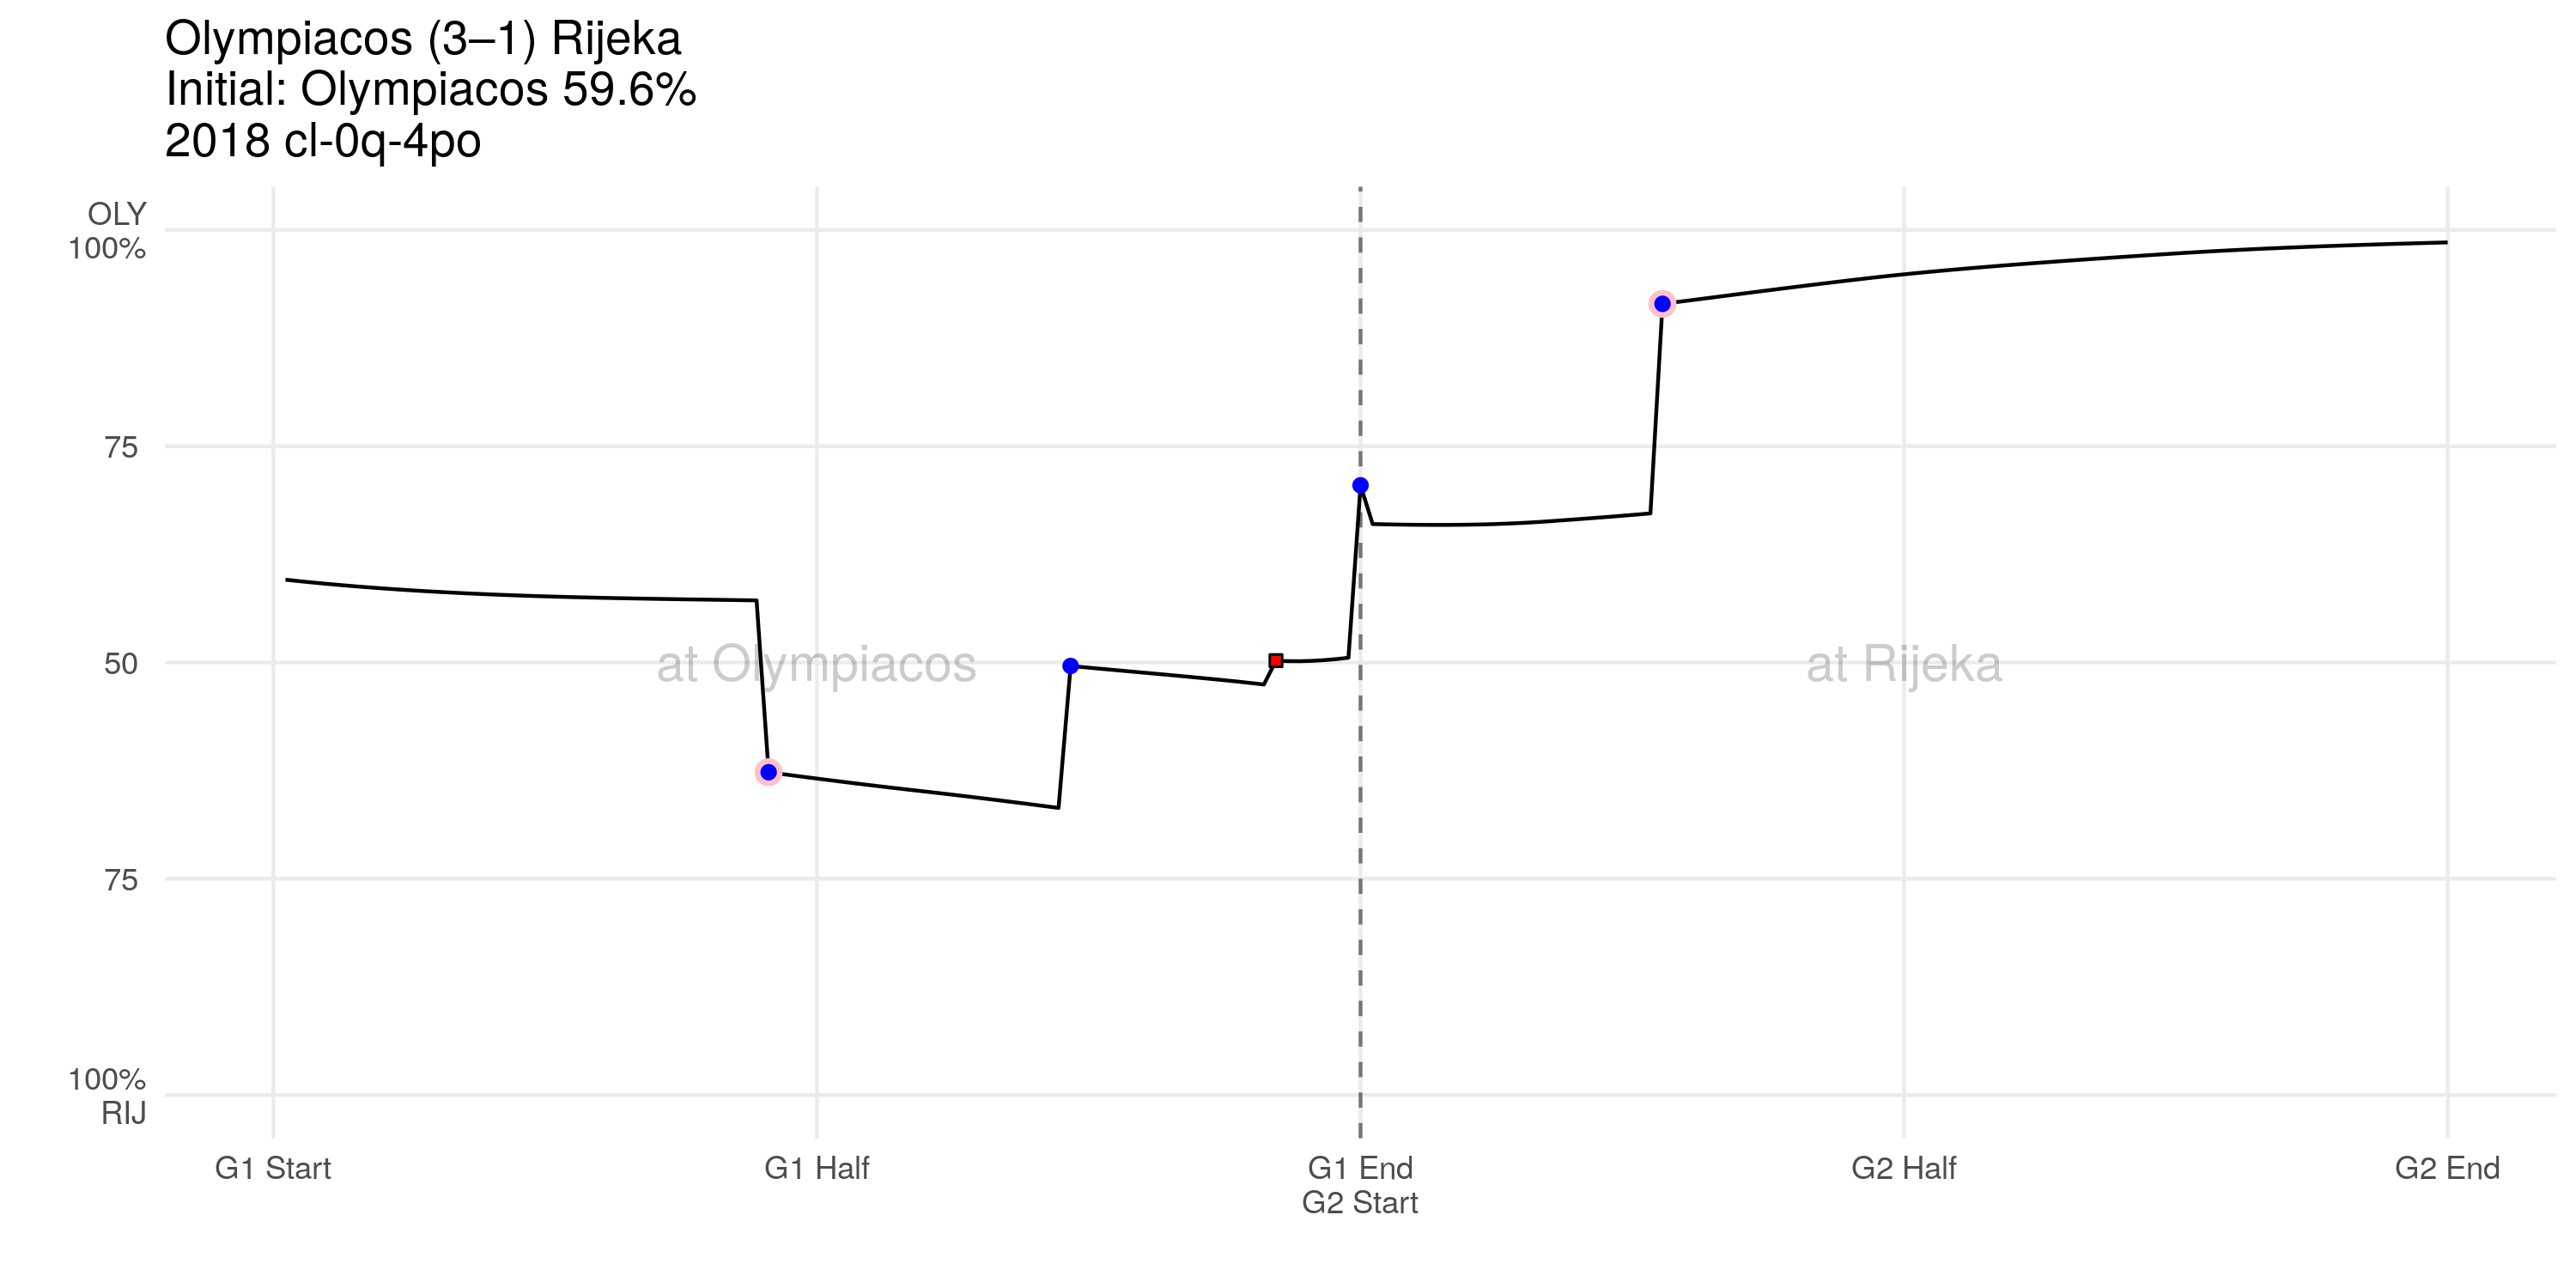 Olympiacos (3–1) Rijeka
Initial: Olympiacos 59.6%
2018 cl-0q-4po
OLY
100%
75
50
75
100%
RIJ
at Olympiacos
at Rijeka
G1 Start
G1 Half
G1 End
G2 Start
G2 Half
G2 End